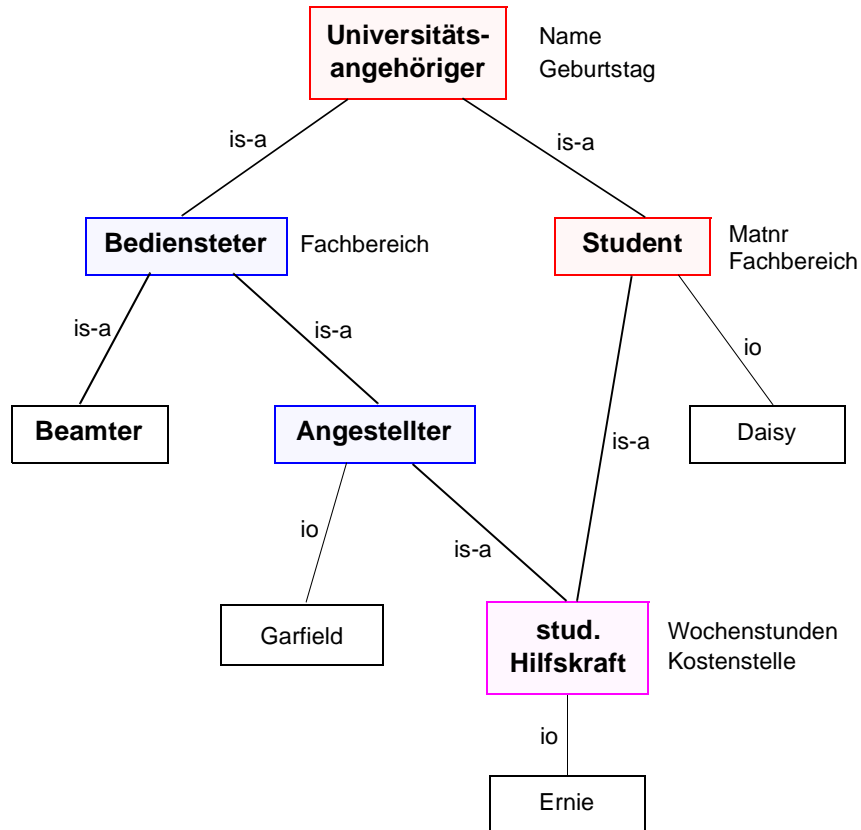 Universitäts-
angehöriger
Name
Geburtstag
is-a
is-a
Bediensteter
Fachbereich
Student
Matnr
Fachbereich
is-a
is-a
io
Beamter
Angestellter
Daisy
is-a
io
is-a
Garfield
stud.
Hilfskraft
Wochenstunden
Kostenstelle
io
Ernie